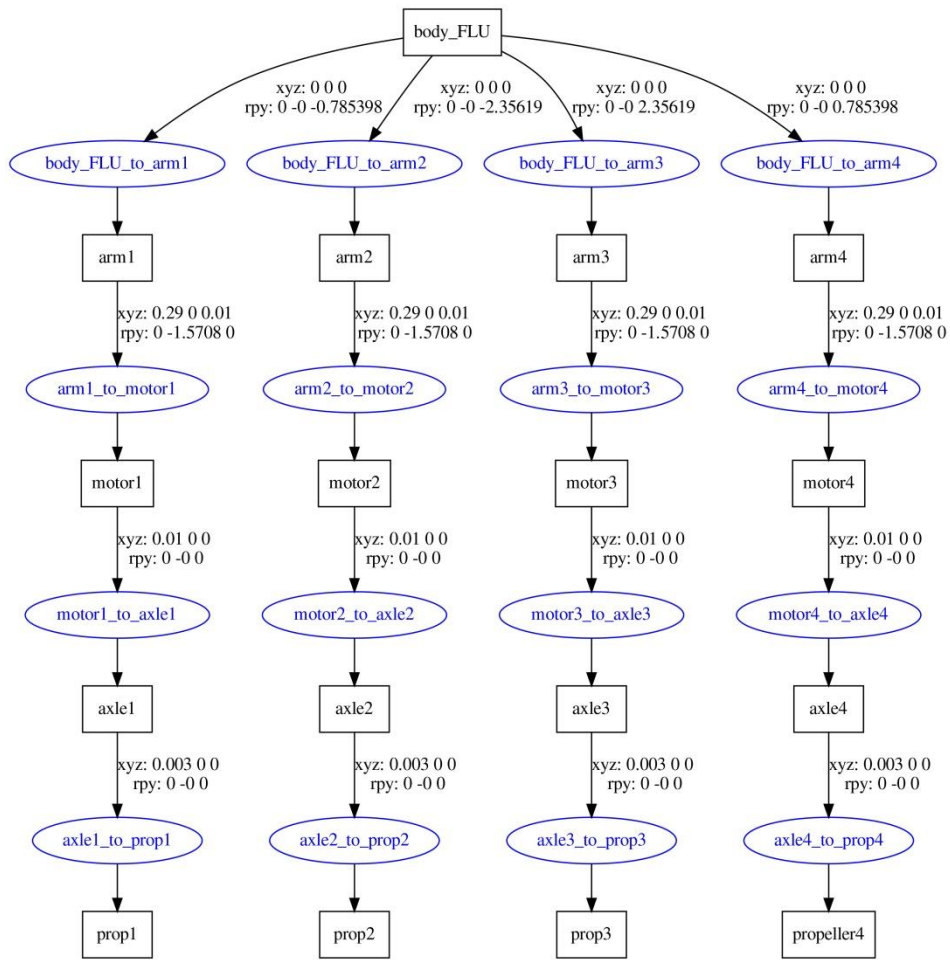 body_FLU
xyz: 0 0 0
rpy: 0 -0 -0.785398
xyz: 0 0 0
rpy: 0 -0 -2.35619
xyz: 0 0 0
rpy: 0 -0 2.35619
xyz: 0 0 0
rpy: 0 -0 0.785398
body_FLU_to_arm1
body_FLU_to_arm2
body_FLU_to_arm3
body_FLU_to_arm4
arm1
arm2
arm3
arm4
xyz: 0.29 0 0.01
rpy: 0 -1.5708 0
xyz: 0.29 0 0.01
rpy: 0 -1.5708 0
xyz: 0.29 0 0.01
rpy: 0 -1.5708 0
xyz: 0.29 0 0.01
rpy: 0 -1.5708 0
arm1_to_motor1
arm2_to_motor2
arm3_to_motor3
arm4_to_motor4
motor1
motor2
motor3
motor4
xyz: 0.01 0 0
rpy: 0 -0 0
xyz: 0.01 0 0
rpy: 0 -0 0
xyz: 0.01 0 0
rpy: 0 -0 0
xyz: 0.01 0 0
rpy: 0 -0 0
motor1_to_axle1
motor2_to_axle2
motor3_to_axle3
motor4_to_axle4
axle1
axle2
axle3
axle4
xyz: 0.003 0 0
rpy: 0 -0 0
xyz: 0.003 0 0
rpy: 0 -0 0
xyz: 0.003 0 0
rpy: 0 -0 0
xyz: 0.003 0 0
rpy: 0 -0 0
axle1_to_prop1
axle2_to_prop2
axle3_to_prop3
axle4_to_prop4
prop1
prop2
prop3
propeller4